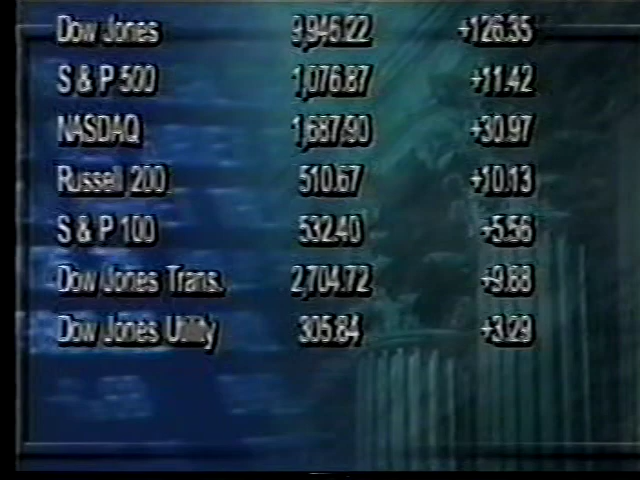 Dow Jones 9,946.22 +126.35
S & P 500 1,076.87 +11.42
NASDAQ 1,687.90 +30.97
Russell 200 510.67 +10.13
S & P 100 532.40 +5.56
Dow Jones Trans. 2,704.72 +9.88
Dow Jones Utility 305.84 +3.29